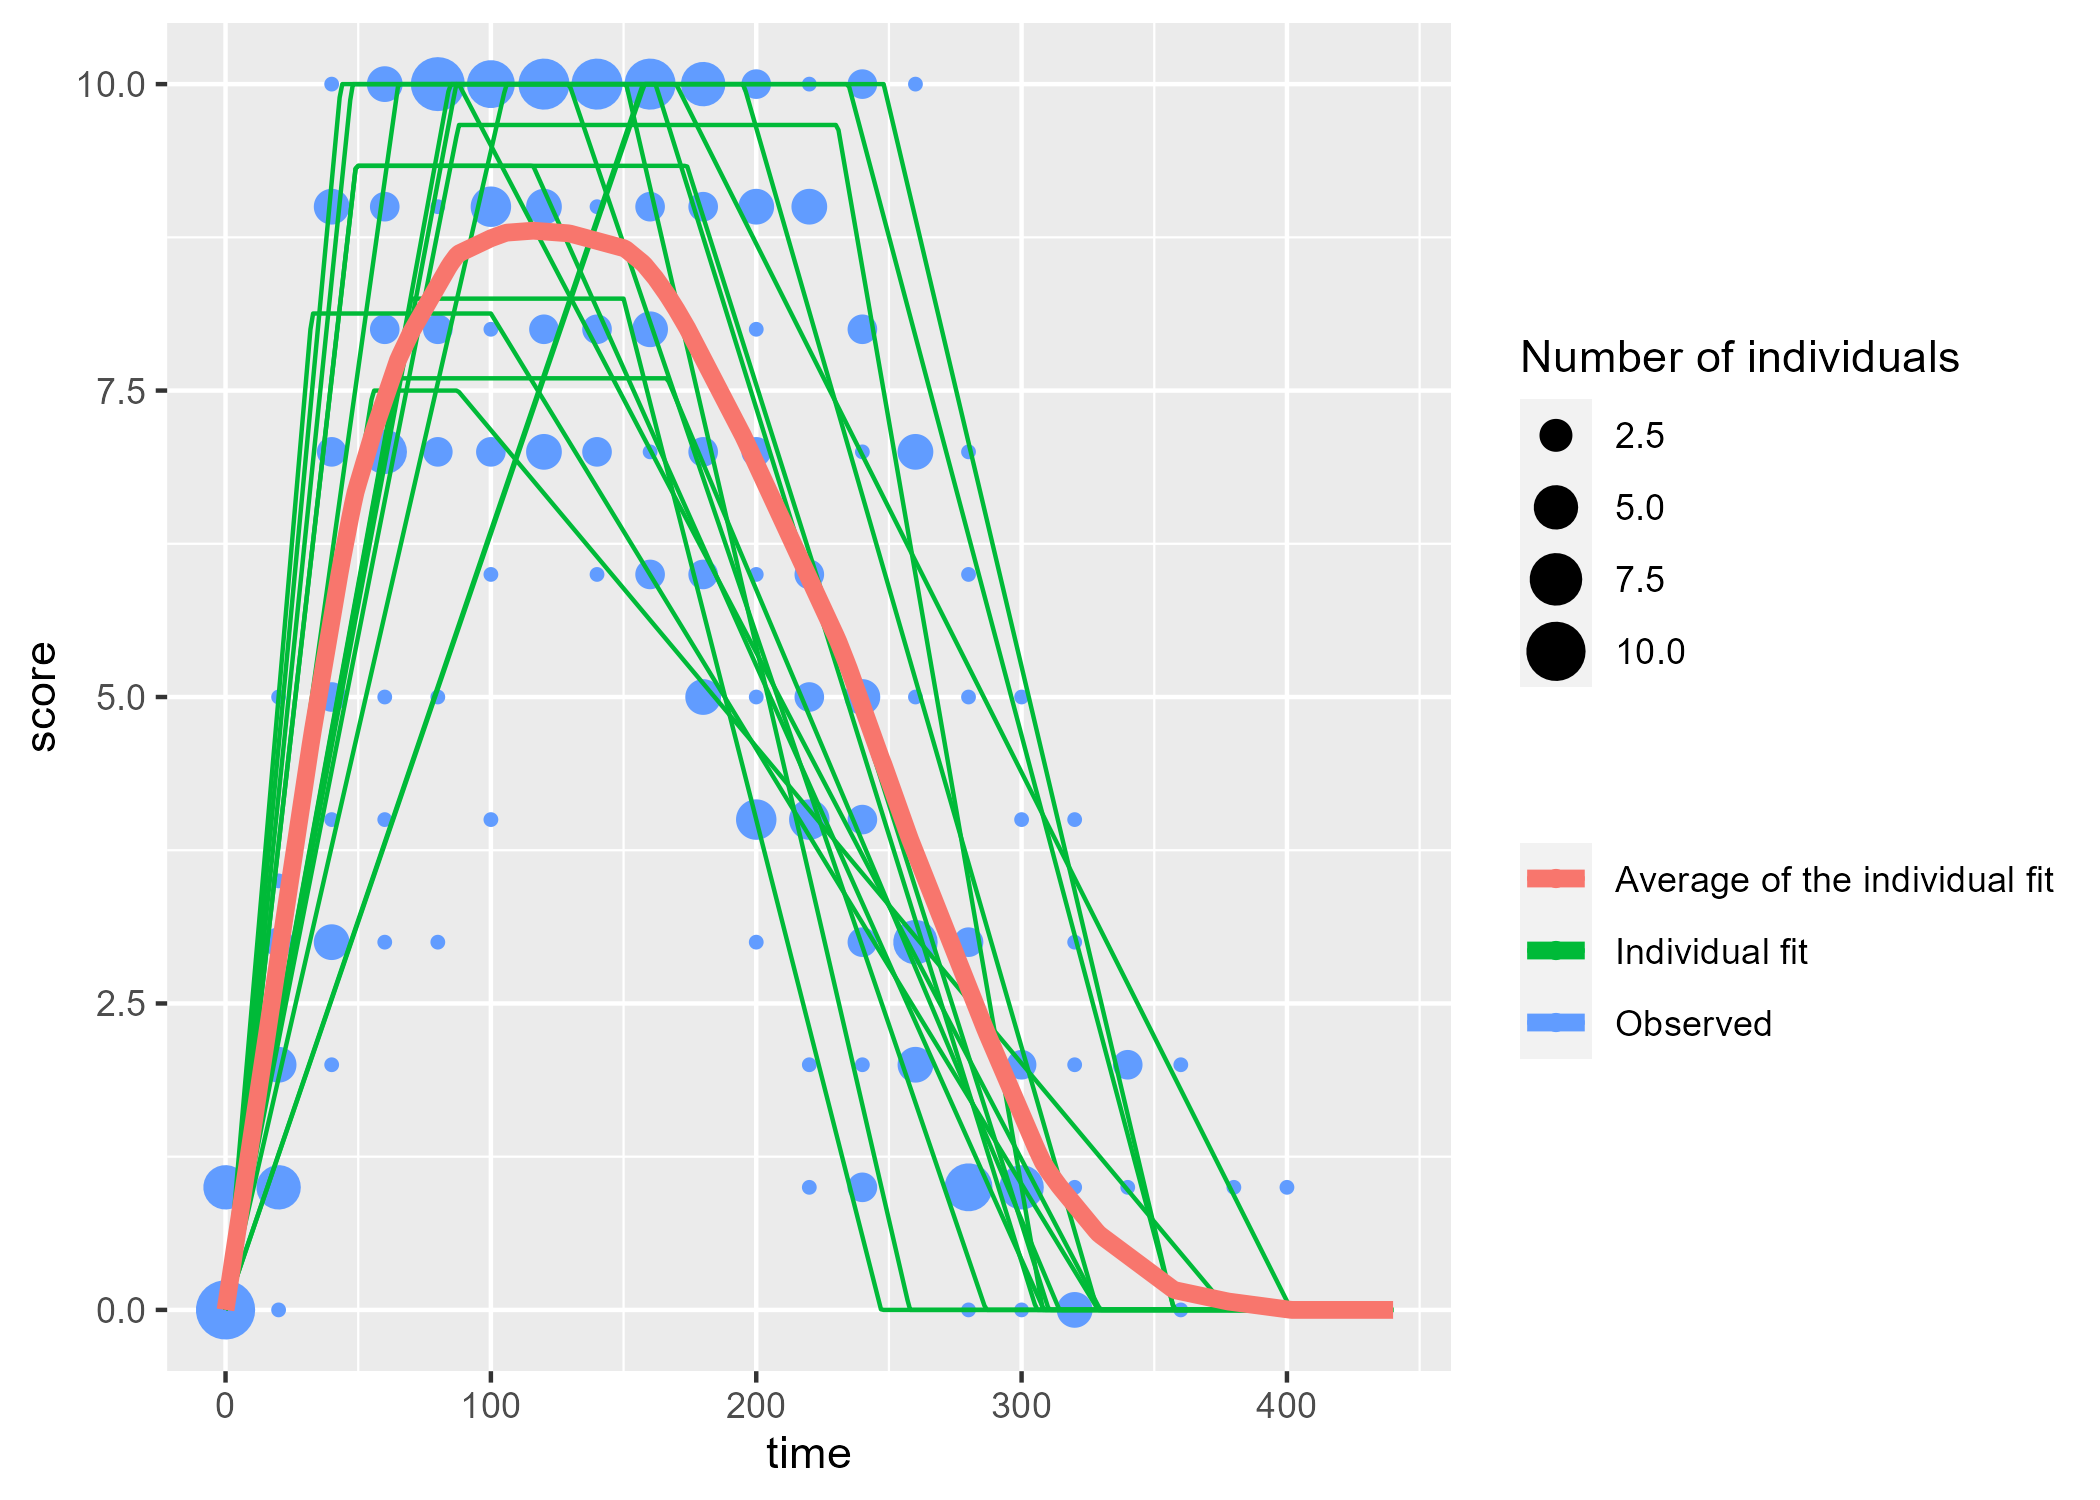 10.0
7.5
5.0
2.5
0.0
score
0 100 200 300 400
time
Number of individuals
2.5
5.0
7.5
10.0
Average of the individual fit
Individual fit
Observed